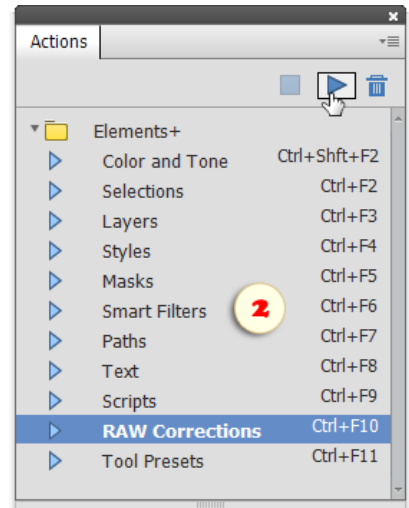 Actions
Elements+
Color and Tone Ctrl+Shft+F2
Selections Ctrl+F2
Layers Ctrl+F3
Styles Ctrl+F4
Masks Ctrl+F5
Smart Filters 2 Ctrl+F6
Paths Ctrl+F7
Text Ctrl+F8
Scripts Ctrl+F9
RAW Corrections Ctrl+F10
Tool Presets Ctrl+F11